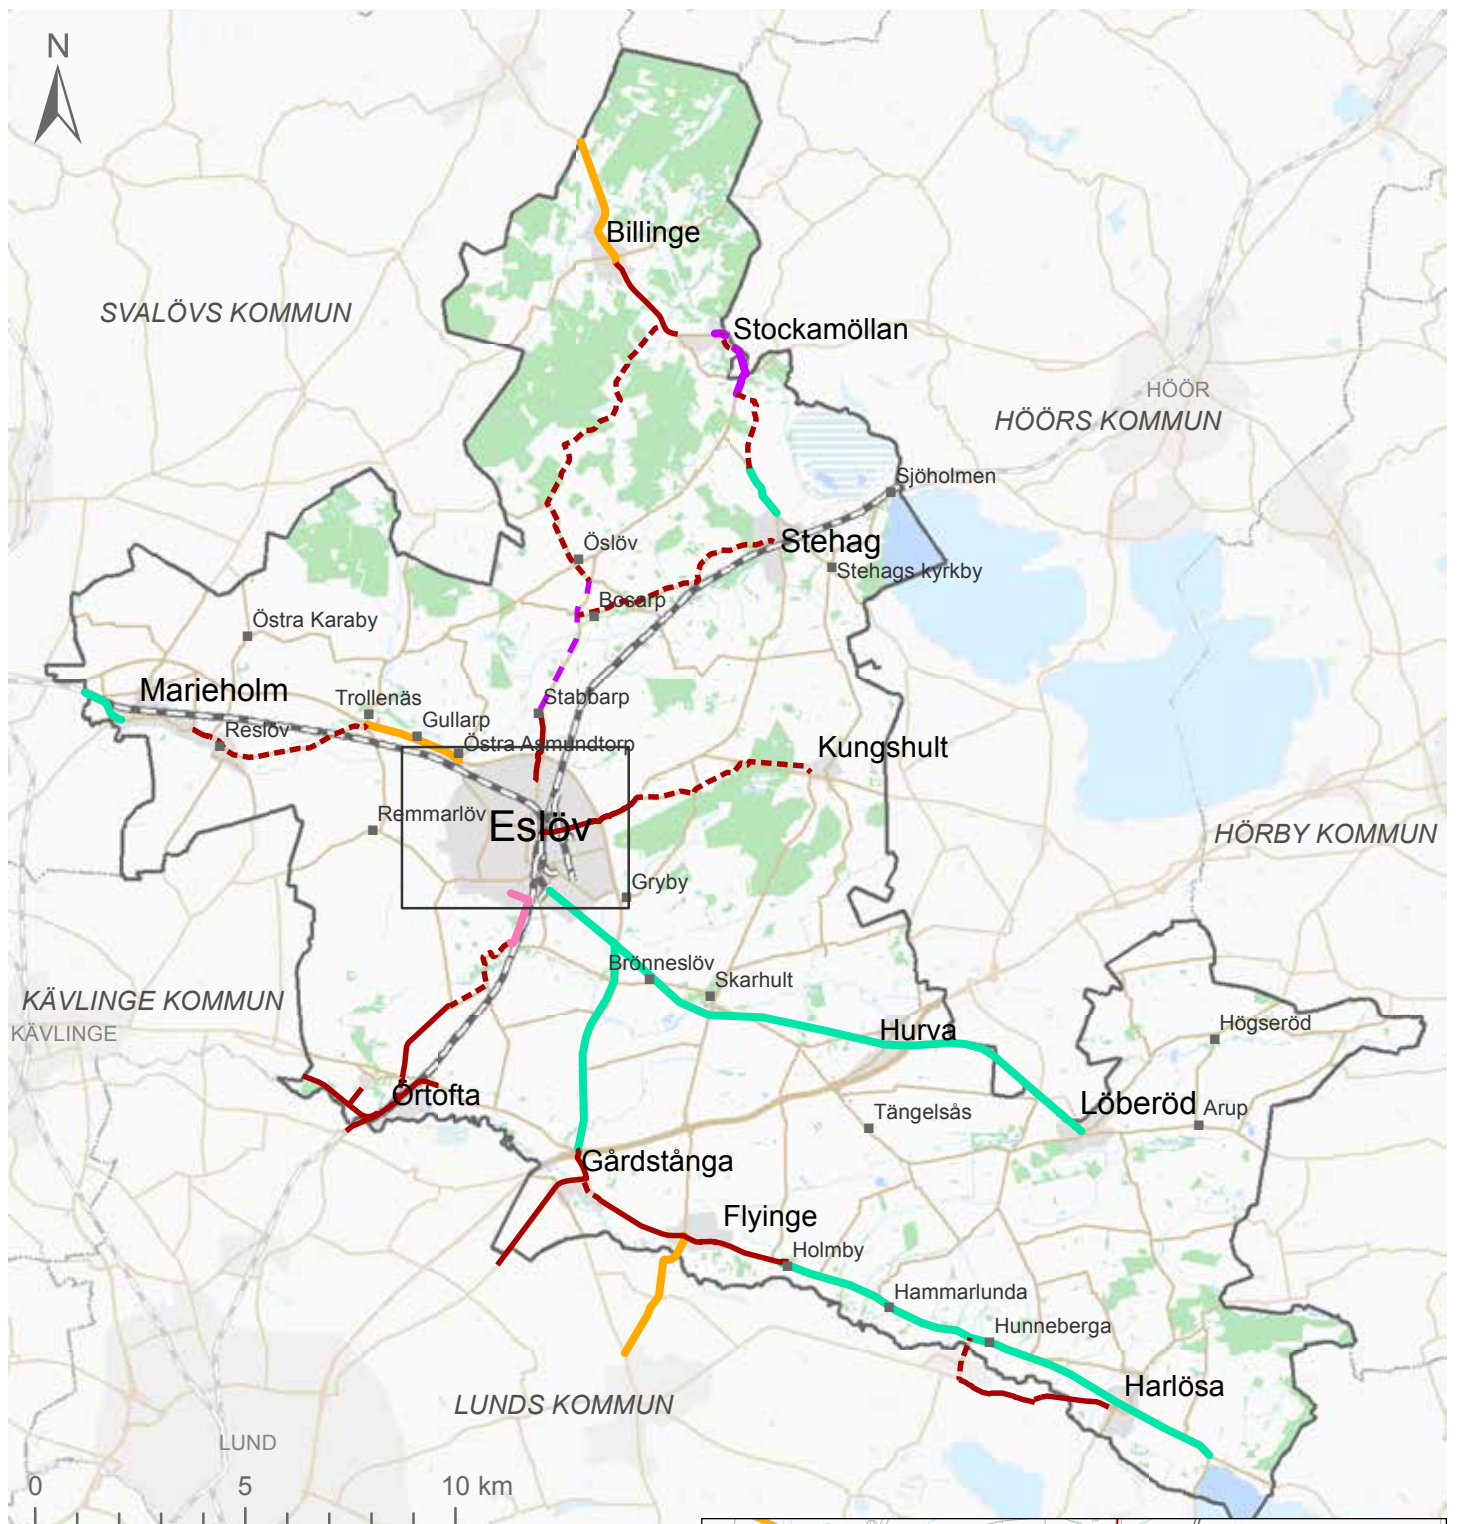 N
Billinge
SVALÖVS KOMMUN
Stockamöllan
HÖÖR
HÖÖRS KOMMUN
Sjöholmen
Öslöv
Stehag
Stehags kyrkby
Bosarp
Östra Karaby
Marieholm
Trollenäs
Stabbarp
Reslöv
Gullarp
Östra Asmundtorp
Kungshult
Remmarlöv
Eslöv
HÖRBY KOMMUN
Gryby
Brönneslöv
Skarhult
KÄVLINGE KOMMUN
KÄVLINGE
Hurva
Högseröd
Örtofta
Löberöd
Arup
Tängelsås
Gårdstånga
Flyinge
Holmby
Hammarlunda
Hunneberga
Harlösa
LUNDS KOMMUN
LUND
0 5 10 km